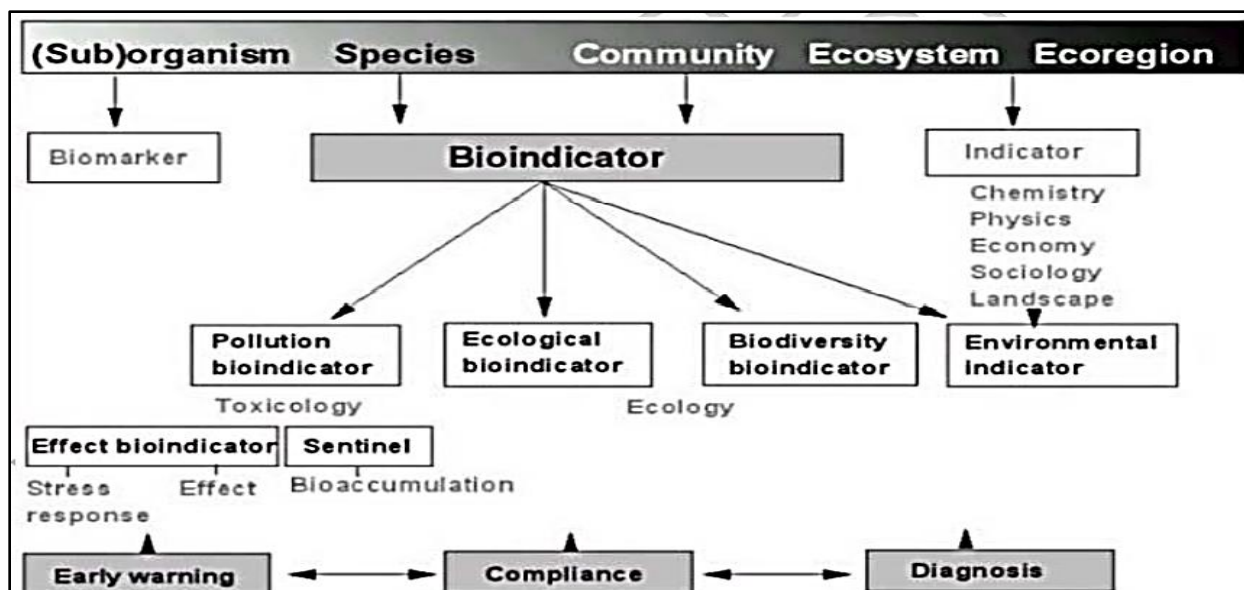 (Sub)organism Species Community Ecosystem Ecoregion
Biomarker
Bioindicator
Indicator
Chemistry
Physics
Economy
Sociology
Landscape
Pollution
bioindicator
Ecological
bioindicator
Biodiversity
bioindicator
Environmental
Indicator
Toxicology
Ecology
Effect bioindicator
Sentinel
Stress
response
Effect
Bioaccumulation
Early warning
Compliance
Diagnosis